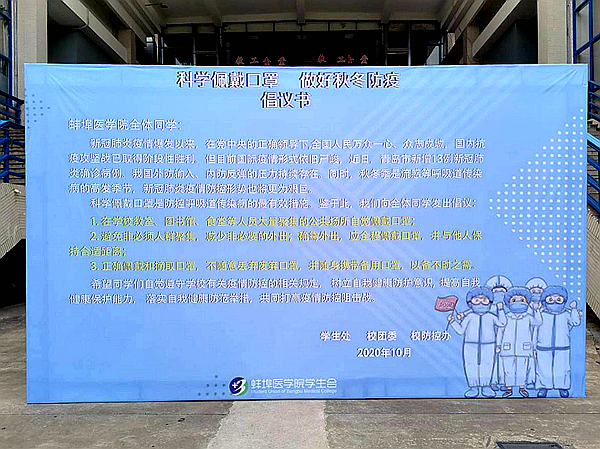 教工食堂
科学佩戴口罩 做好秋冬防疫
倡议书
蚌埠医学院全体同学：
新冠肺炎疫情爆发以来，在党中央的正确领导下，全国人民万众一心、众志成城，国内抗
疫攻坚战已取得阶段性胜利，但目前国际疫情形式依旧严峻，近日，青岛市新增13例新冠肺
炎确诊病例，我国外防输入、内防反弹的压力持续存在。同时，秋冬季是流感等呼吸道传染
病的高发季节，新冠肺炎疫情防控形势也将更为艰巨。
科学佩戴口罩是防控呼吸道传染病的最有效措施。鉴于此，我们向全体同学发出倡议：
1.在学校教室、图书馆、食堂等人员大量聚集的公共场所自觉佩戴口罩；
2.避免非必须人群聚集，减少非必要的外出；确需外出，应全程佩戴口罩，并与他人保
持合适距离；
3.正确佩戴和摘取口罩，不随意丢弃废弃口罩，并随身携带备用口罩，以备不时之需。
希望同学们自觉遵守学校有关疫情防控的相关规定，树立自我健康防护意识，提高自我
健康保护能力，落实自我健康防范举措，共同打赢疫情防控阻击战。
学生处 校团委 校防控办
2020年10月
蚌埠医学院学生会
Student Union of Bengbu Medical College